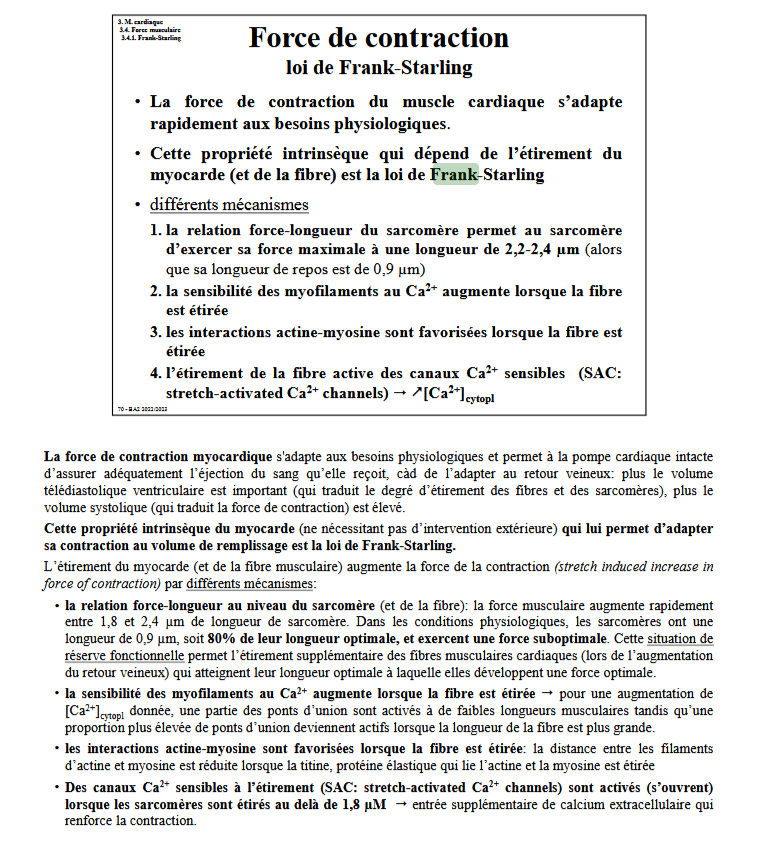 3. M. cardiaque
3.4. Force musculaire
3.4.1. Frank-Starling
Force de contraction
loi de Frank-Starling
• La force de contraction du muscle cardiaque s’adapte
rapidement aux besoins physiologiques.
• Cette propriété intrinsèque qui dépend de l’étirement du
myocarde (et de la fibre) est la loi de Frank-Starling
• différents mécanismes
1. la relation force-longueur du sarcomère permet au sarcomère
d’exercer sa force maximale à une longueur de 2,2-2,4 µm (alors
que sa longueur de repos est de 0,9 µm)
2. la sensibilité des myofilaments au Ca²⁺ augmente lorsque la fibre
est étirée
3. les interactions actine-myosine sont favorisées lorsque la fibre est
étirée
4. l’étirement de la fibre active des canaux Ca²⁺ sensibles (SAC:
stretch-activated Ca²⁺ channels) → ↗[Ca²⁺]cytopl
70 - BA2 2022/2023
La force de contraction myocardique s'adapte aux besoins physiologiques et permet à la pompe cardiaque intacte
d’assurer adéquatement l’éjection du sang qu’elle reçoit, càd de l’adapter au retour veineux: plus le volume
télédiastolique ventriculaire est important (qui traduit le degré d’étirement des fibres et des sarcomères), plus le
volume systolique (qui traduit la force de contraction) est élevé.
Cette propriété intrinsèque du myocarde (ne nécessitant pas d’intervention extérieure) qui lui permet d’adapter
sa contraction au volume de remplissage est la loi de Frank-Starling.
L’étirement du myocarde (et de la fibre musculaire) augmente la force de la contraction (stretch induced increase in
force of contraction) par différents mécanismes:
• la relation force-longueur au niveau du sarcomère (et de la fibre): la force musculaire augmente rapidement
entre 1,8 et 2,4 µm de longueur de sarcomère. Dans les conditions physiologiques, les sarcomères ont une
longueur de 0,9 µm, soit 80% de leur longueur optimale, et exercent une force suboptimale. Cette situation de
réserve fonctionnelle permet l’étirement supplémentaire des fibres musculaires cardiaques (lors de l’augmentation
du retour veineux) qui atteignent leur longueur optimale à laquelle elles développent une force optimale.
• la sensibilité des myofilaments au Ca²⁺ augmente lorsque la fibre est étirée → pour une augmentation de
[Ca²⁺]cytopl donnée, une partie des ponts d’union sont activés à de faibles longueurs musculaires tandis qu’une
proportion plus élevée de ponts d’union deviennent actifs lorsque la longueur de la fibre est plus grande.
• les interactions actine-myosine sont favorisées lorsque la fibre est étirée: la distance entre les filaments
d’actine et myosine est réduite lorsque la titine, protéine élastique qui lie l’actine et la myosine est étirée
• Des canaux Ca²⁺ sensibles à l’étirement (SAC: stretch-activated Ca²⁺ channels) sont activés (s’ouvrent)
lorsque les sarcomères sont étirés au delà de 1,8 µM → entrée supplémentaire de calcium extracellulaire qui
renforce la contraction.